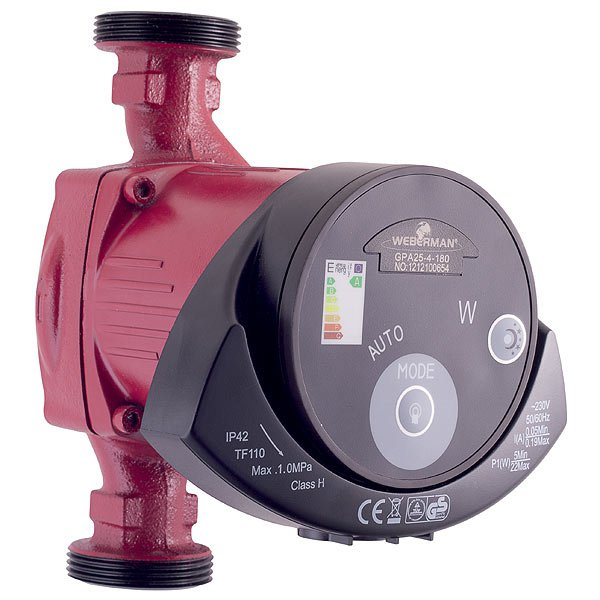 WEBERMAN®
GPA25-4-180
NO:1212100654
E
A
W
AUTO
MODE
IP42
TF110
Max .1.0MPa
Class H
~230V
50/60Hz
I(A) 0.05Min
0.19Max
P1(W) 5Min
22Max
CE
GS